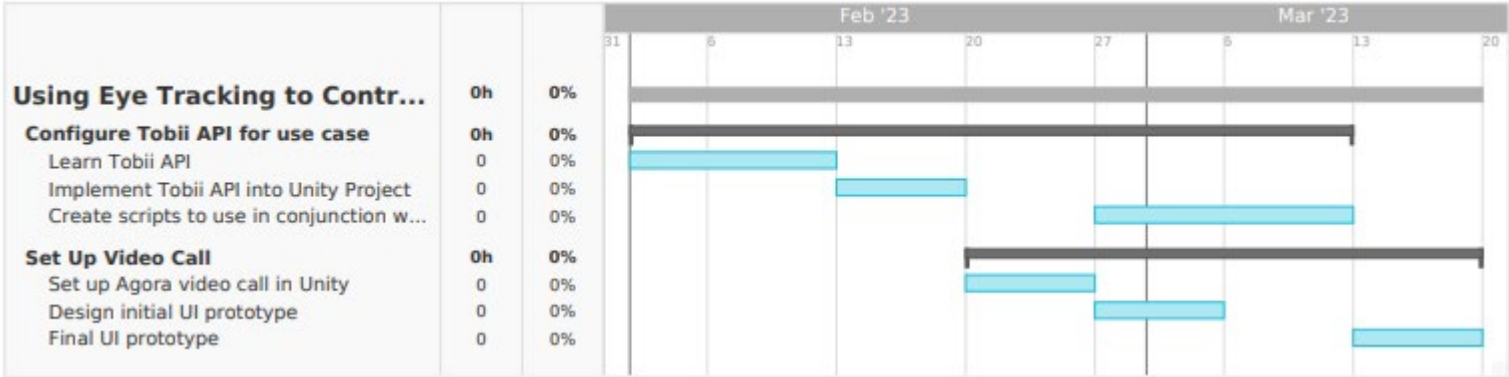 Feb '23 Mar '23
31 6 13 20 27 6 13 20
Using Eye Tracking to Contr... 0h 0%
Configure Tobii API for use case 0h 0%
Learn Tobii API 0 0%
Implement Tobii API into Unity Project 0 0%
Create scripts to use in conjunction w... 0 0%
Set Up Video Call 0h 0%
Set up Agora video call in Unity 0 0%
Design initial UI prototype 0 0%
Final UI prototype 0 0%